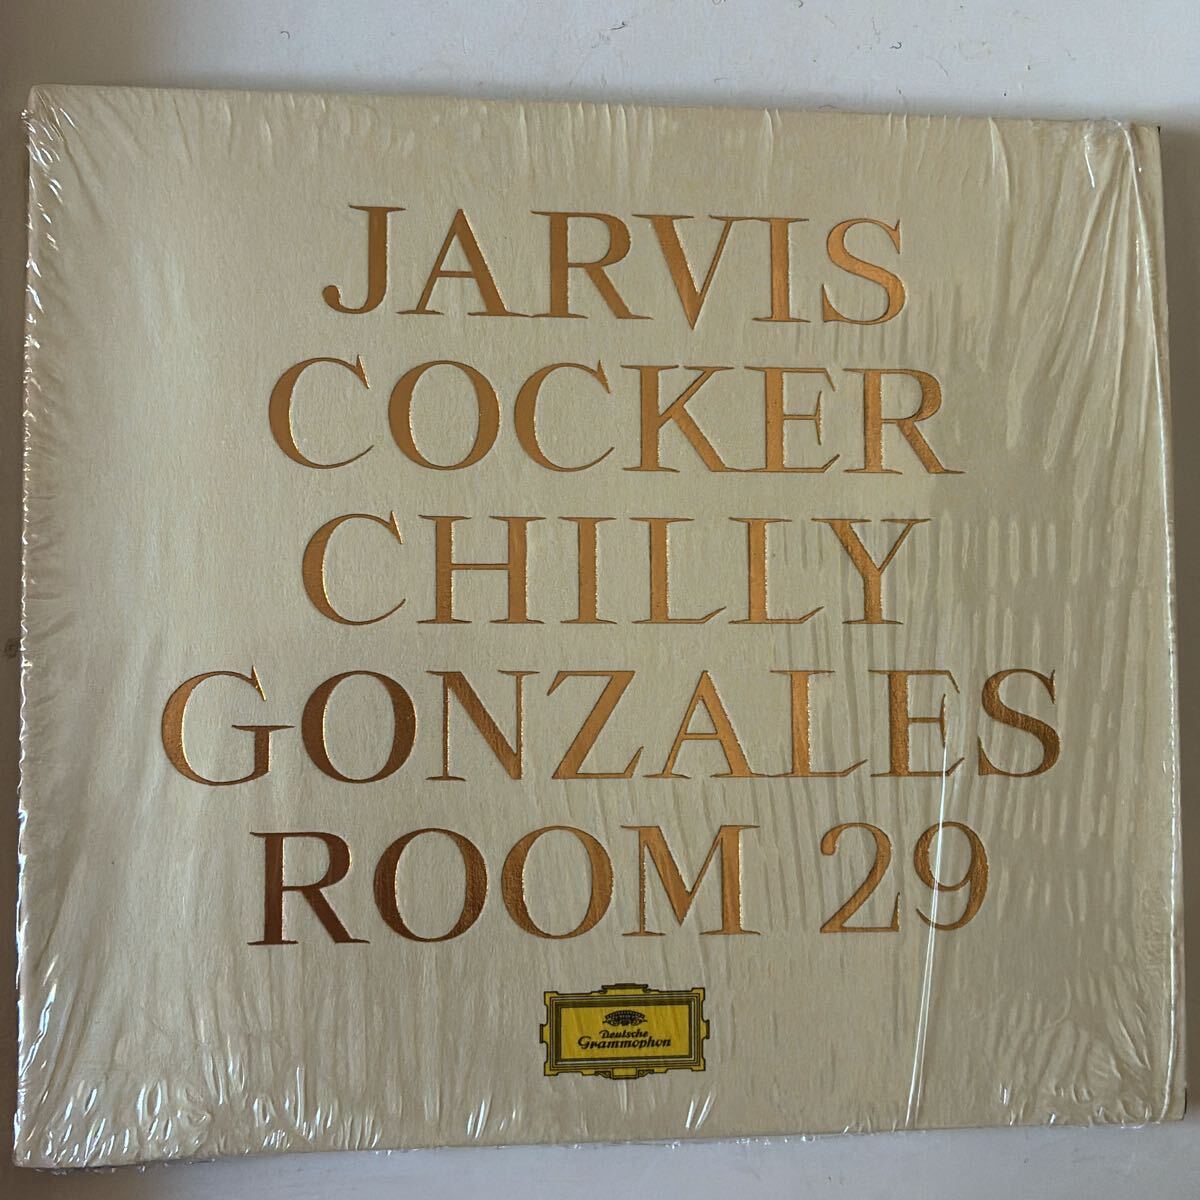 JARVIS
COCKER
CHILLY
GONZALES
ROOM 29
Deutsche
Grammophon